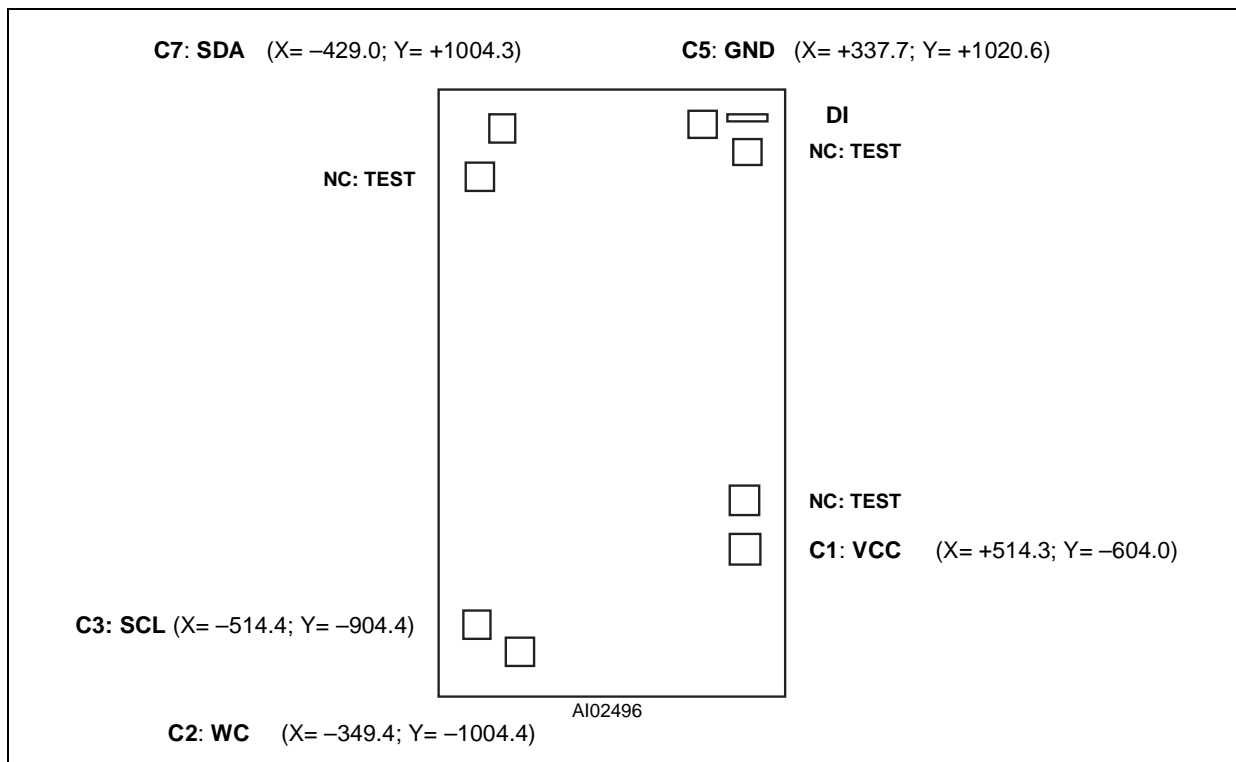 C7: SDA (X= –429.0; Y= +1004.3)
C5: GND (X= +337.7; Y= +1020.6)
DI
NC: TEST
NC: TEST
NC: TEST
C1: VCC (X= +514.3; Y= –604.0)
C3: SCL (X= –514.4; Y= –904.4)
AI02496
C2: WC (X= –349.4; Y= –1004.4)